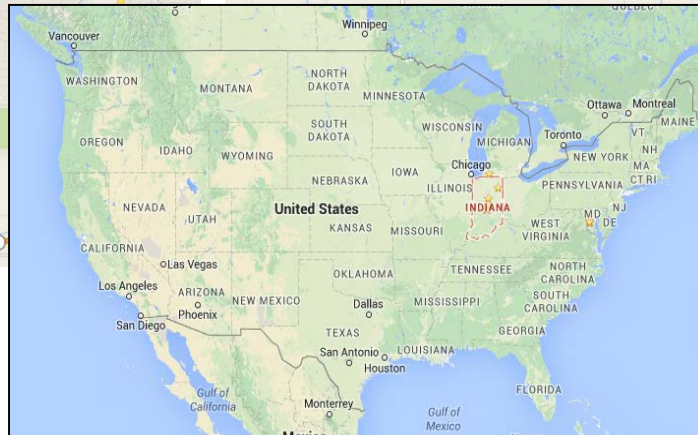 QUEBEC
Winnipeg
Vancouver
WASHINGTON
MONTANA
NORTH
DAKOTA
MINNESOTA
Ottawa
Montreal
MAINE
OREGON
IDAHO
WYOMING
SOUTH
DAKOTA
WISCONSIN
MICHIGAN
Toronto
VT
NH
NEW YORK
MA
CT RI
IOWA
Chicago
NEBRASKA
ILLINOIS
INDIANA
PENNSYLVANIA
NJ
MD
DE
NEVADA
UTAH
United States
KANSAS
MISSOURI
WEST
VIRGINIA
CALIFORNIA
Las Vegas
OKLAHOMA
TENNESSEE
NORTH
CAROLINA
Los Angeles
ARIZONA
NEW MEXICO
Phoenix
San Diego
Dallas
MISSISSIPPI
SOUTH
CAROLINA
GEORGIA
TEXAS
San Antonio
LOUISIANA
Houston
FLORIDA
Gulf of
California
Monterrey
Gulf of
Mexico
Mexico